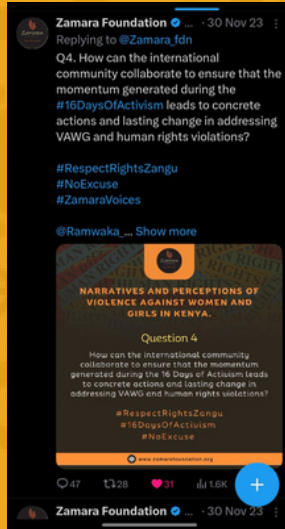 Zamara Foundation ... · 30 Nov 23
Replying to @Zamara_fdn
Q4. How can the international
community collaborate to ensure that the
momentum generated during the
#16DaysOfActivism leads to concrete
actions and lasting change in addressing
VAWG and human rights violations?
#RespectRightsZangu
#NoExcuse
#ZamaraVoices
@Ramwaka_... Show more
NARRATIVES AND PERCEPTIONS OF
VIOLENCE AGAINST WOMEN AND
GIRLS IN KENYA.
Question 4
How can the international community
collaborate to ensure that the momentum
generated during the 16 Days of Activism leads
to concrete actions and lasting change in
addressing VAWG and human rights violations?
#RespectRightsZangu
#16DaysOfActivism
#NoExcuse
www.zamarafoundation.org
47 28 31 1.6K
Zamara Foundation ... · 30 Nov 23